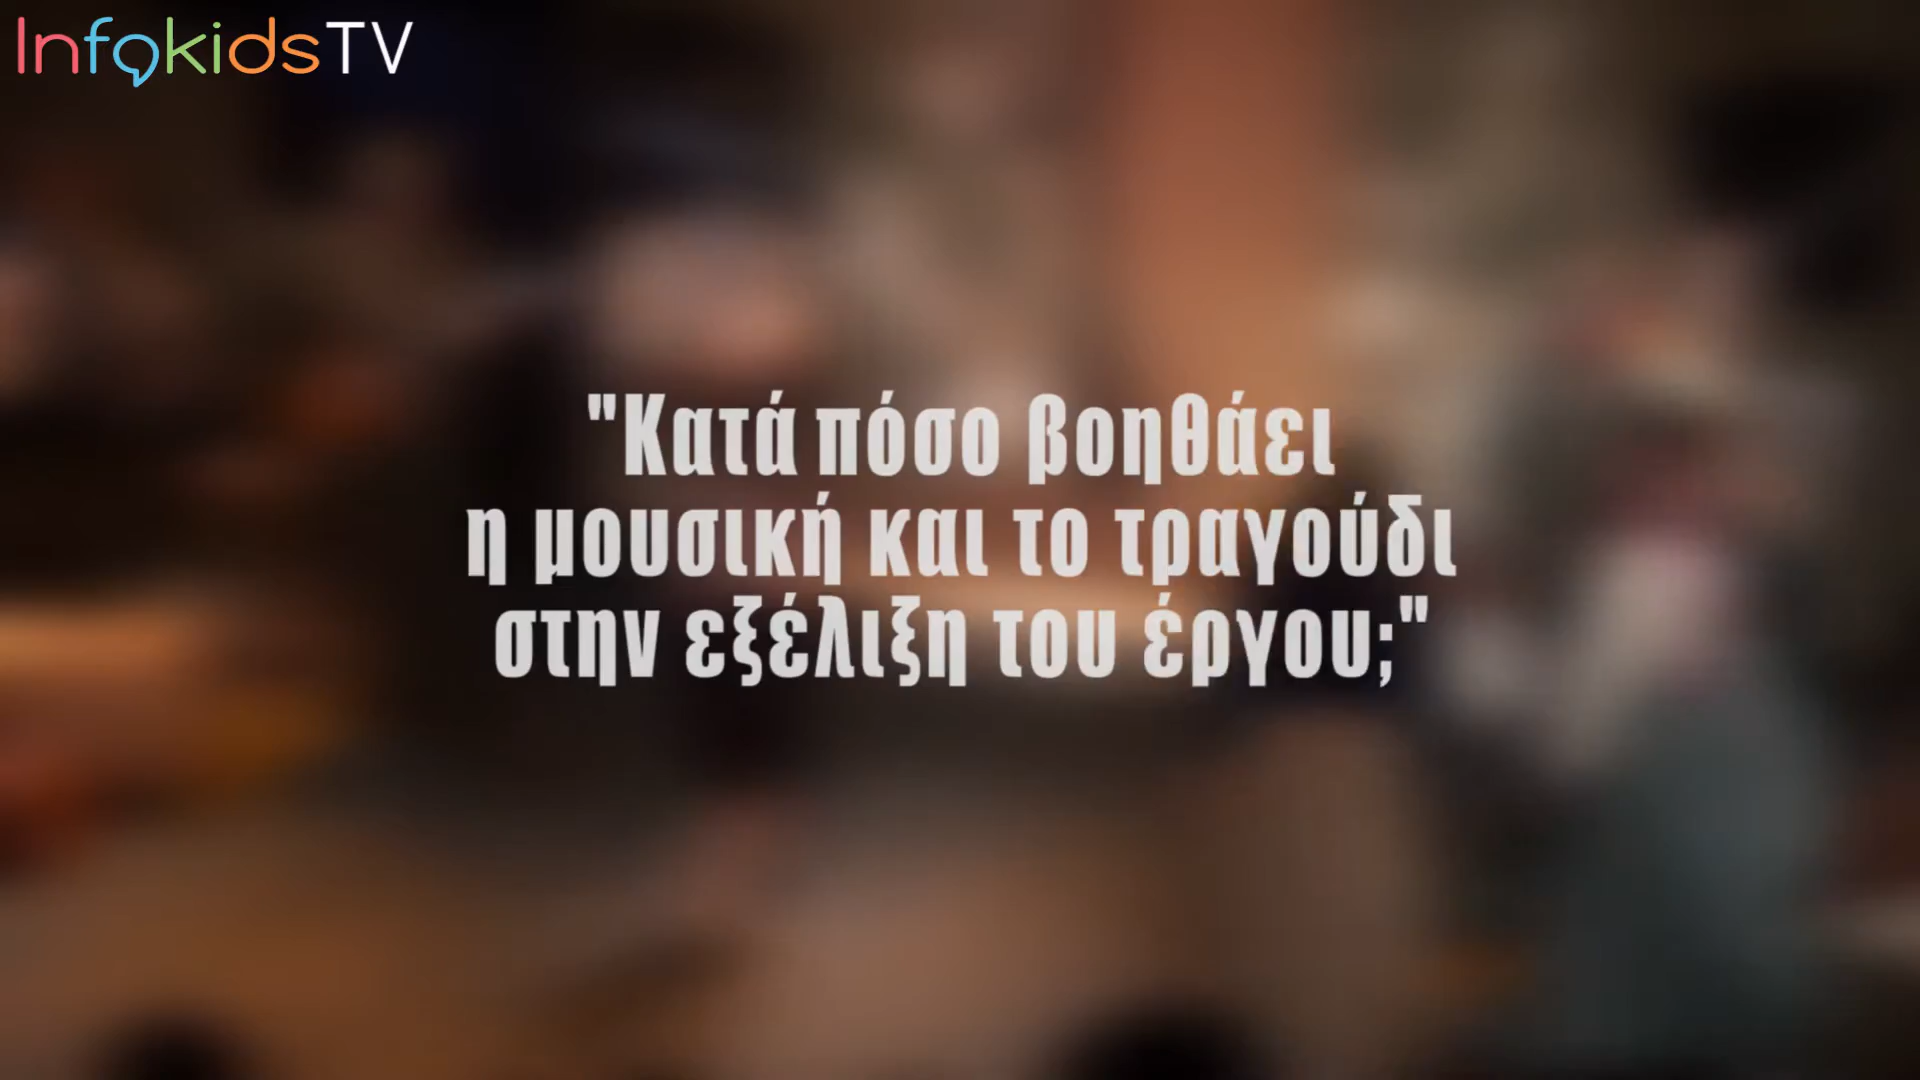 InfokidsTV
"Κατά πόσο βοηθάει
η μουσική και το τραγούδι
στην εξέλιξη του έργου;"